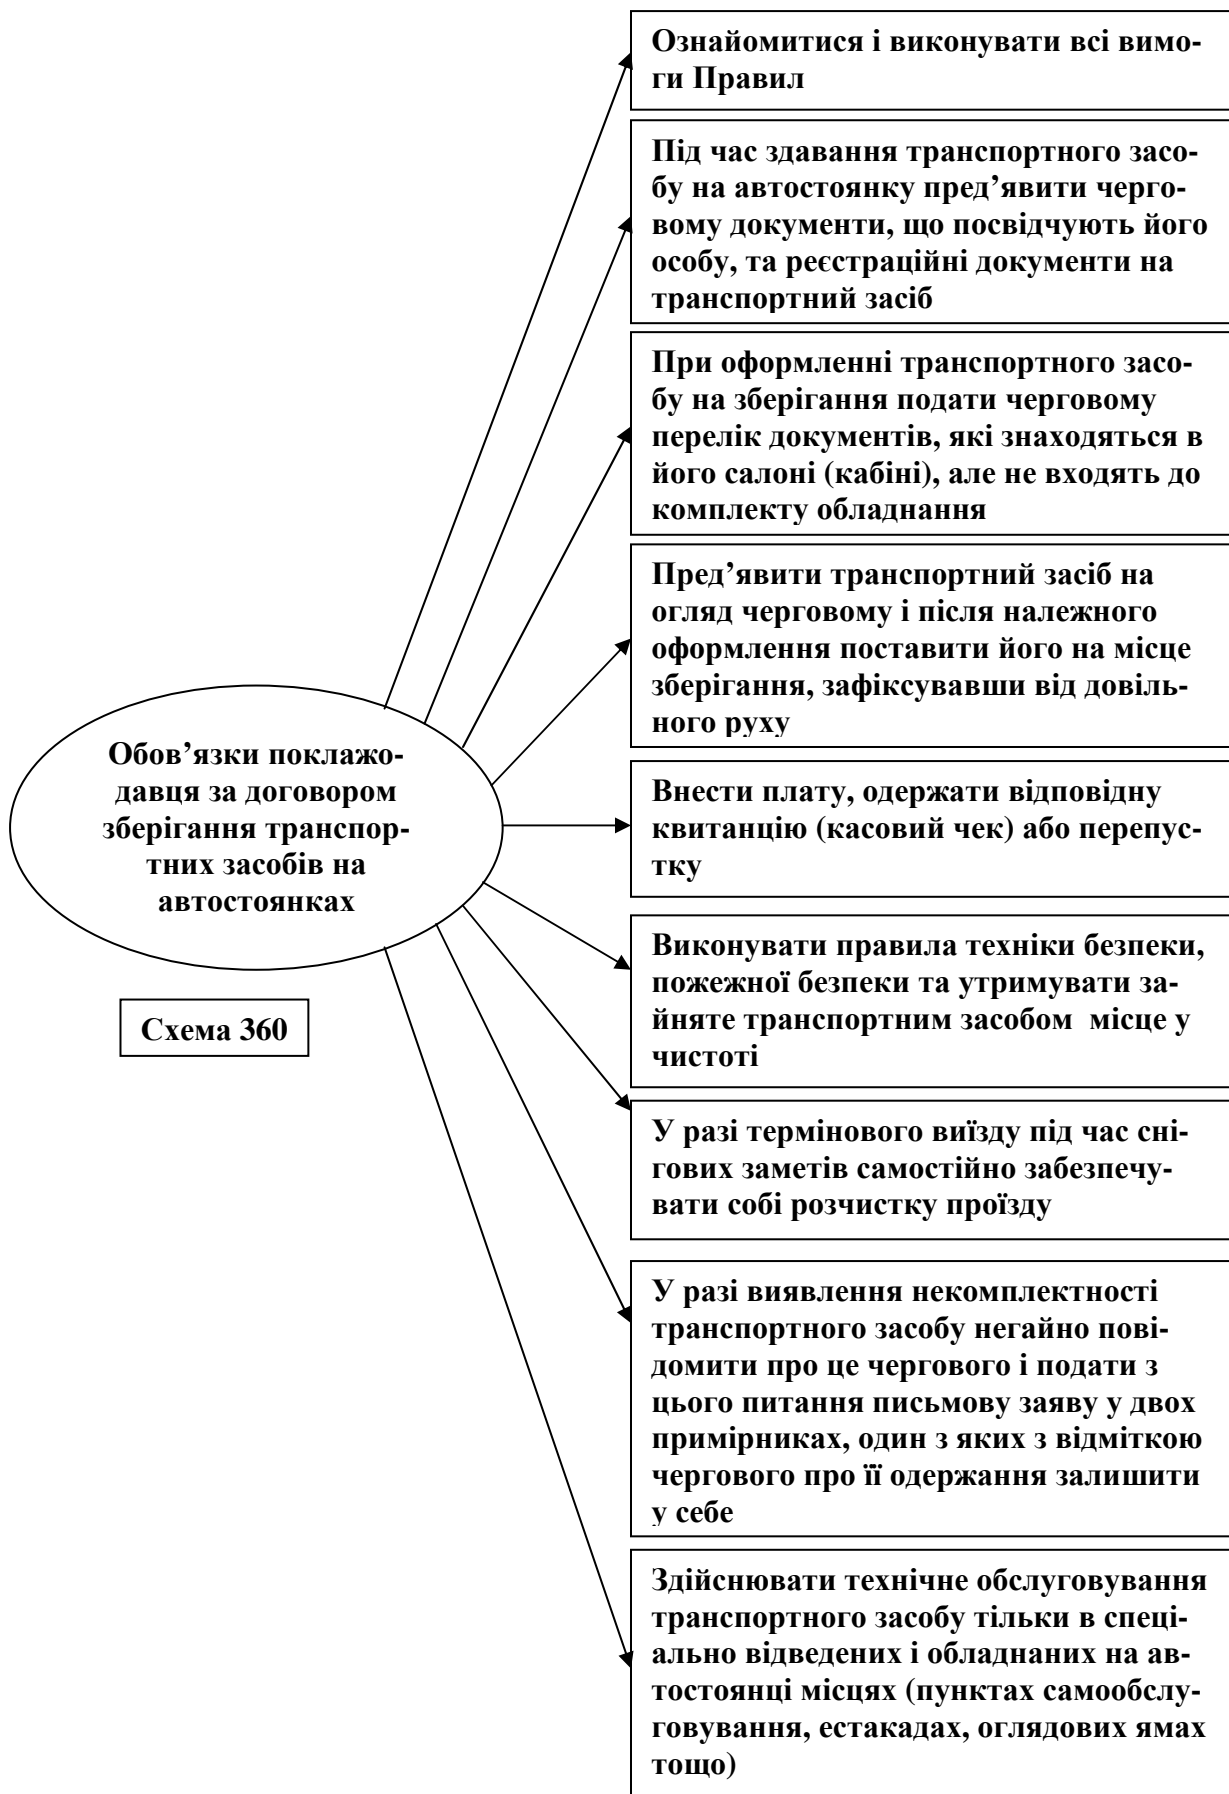 Ознайомитися і виконувати всі вимо-
ги Правил
Під час здавання транспортного засо-
бу на автостоянку пред’явити черго-
вому документи, що посвідчують його
особу, та реєстраційні документи на
транспортний засіб
При оформленні транспортного засо-
бу на зберігання подати черговому
перелік документів, які знаходяться в
його салоні (кабіні), але не входять до
комплекту обладнання
Пред’явити транспортний засіб на
огляд черговому і після належного
оформлення поставити його на місце
зберігання, зафіксувавши від довіль-
ного руху
Обов’язки поклажо-
давця за договором
зберігання транспор-
тних засобів на
автостоянках
Внести плату, одержати відповідну
квитанцію (касовий чек) або перепус-
тку
Виконувати правила техніки безпеки,
пожежної безпеки та утримувати за-
йняте транспортним засобом  місце у
чистоті
Схема 360
У разі термінового виїзду під час сні-
гових заметів самостійно забезпечу-
вати собі розчистку проїзду
У разі виявлення некомплектності
транспортного засобу негайно пові-
домити про це чергового і подати з
цього питання письмову заяву у двох
примірниках, один з яких з відміткою
чергового про її одержання залишити
у себе
Здійснювати технічне обслуговування
транспортного засобу тільки в спеці-
ально відведених і обладнаних на ав-
тостоянці місцях (пунктах самообслу-
говування, естакадах, оглядових ямах
тощо)